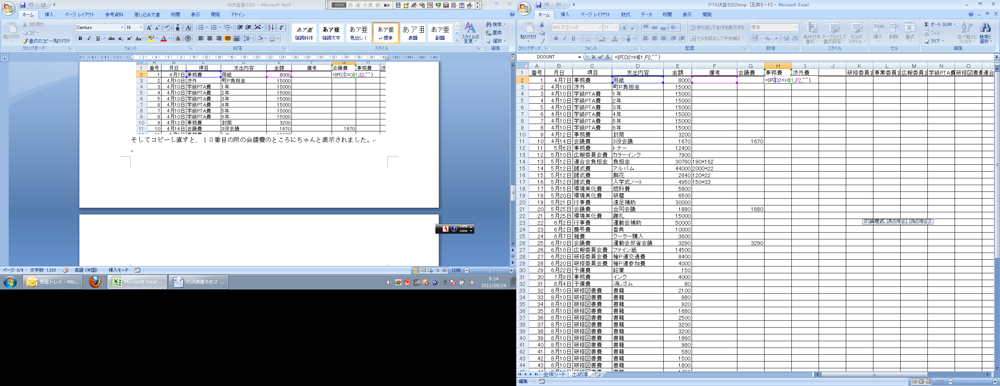 05決算書その2 - Microsoft Word
ATOK あ 連 R漢 般 英小
ホーム 挿入 ページ レイアウト 参考資料 差し込み文書 校閲 表示 開発 アドイン
貼り付け 切り取り コピー 書式のコピー/貼り付け
Century 16
強調斜体 強調太字 見出し 1 標準 表題 副題
スタイルの変更 検索 置換 選択
クリップボード フォント 段落 スタイル 編集
A B C D E F G H
1 番号 月日 項目 支出内容 金額 備考 会議費 事務費 渉
2 1 4月7日 事務費 用紙 8000 =IF(C2=G$1,E2,"")
3 2 4月10日 渉外 町P負担金 15000
4 3 4月10日 学級PTA費 1年 15000
5 4 4月10日 学級PTA費 2年 15000
6 5 4月10日 学級PTA費 3年 15000
7 6 4月10日 学級PTA費 4年 15000
8 7 4月10日 学級PTA費 5年 15000
9 8 4月10日 学級PTA費 6年 15000
10 9 4月12日 事務費 封筒 3200
11 10 4月14日 会議費 3役会議 1670 1670
そしてコピーし直すと、10番目の所の会議費のところにちゃんと表示されました。
CAPS
KANA
ページ: 3/4 文字数: 1,333 英語 (米国) 挿入モード 120%
受信トレイ - Mic... Microsoft Excel ... 05決算書その2 ...
9:14
2011/09/24
PTA決算その2temp [互換モード] - Microsoft Excel
ホーム 挿入 ページ レイアウト 数式 データ 校閲 表示 開発
貼り付け MS Pゴシック 11 折り返して全体を表示する セルを結合して中央揃え 標準
条件付き書式 テーブルとして書式設定 セルのスタイル 挿入 削除 書式
Σ オート SUM フィル クリア 並べ替えとフィルタ 検索と選択
クリップボード フォント 配置 数値 スタイル セル 編集
DCOUNT =IF(D2=H$1,F2,"")
A B C D E F G H I J K L M N O
1 番号 月日 項目 支出内容 金額 備考 会議費 事務費 渉外費 研修委員会 事業委員会 広報委員会 学級PTA費 研修図書費 連合
2 1 4月7日 事務費 用紙 8000 =IF(D2=H$1,F2,"")
3 2 4月10日 渉外 町P負担金 15000
4 3 4月10日 学級PTA費 1年 15000
5 4 4月10日 学級PTA費 2年 15000
6 5 4月10日 学級PTA費 3年 15000
7 6 4月10日 学級PTA費 4年 15000
8 7 4月10日 学級PTA費 5年 15000
9 8 4月10日 学級PTA費 6年 15000
10 9 4月12日 事務費 封筒 3200
11 10 4月14日 会議費 3役会議 1670 1670
12 11 5月6日 事務費 トナー 12400
13 12 5月10日 広報委員会費 カラーインク 7900
14 13 5月12日 連合会負担金 負担金 30780 190*162
15 14 5月12日 諸式費 アルバム 44000 2000*22
16 15 5月12日 諸式費 胸花 2640 120*22
17 16 5月12日 諸式費 入学式ノート 4950 150*33
18 17 5月15日 環境美化費 燃料費 5800
19 18 5月20日 環境美化費 研磨 6500
20 19 5月21日 行事費 遠足補助 30000
21 20 5月25日 会議費 合同会議 1880 1880
22 21 5月25日 環境美化費 謝礼 15000
23 22 6月2日 行事費 運動会補助 50000
IF(論理式, [真の場合], [偽の場合])
24 23 6月2日 慶弔費 香典 10000
25 24 6月7日 雑費 クーラー購入 3600
26 25 6月10日 会議費 運動会反省会議 3290 3290
27 26 6月10日 広報委員会費 ファイン紙 14500
28 27 6月20日 研修委員会費 檜P連交通費 8400
29 28 6月20日 研修委員会費 檜P連参加費 4000
30 29 6月22日 予備費 鉛筆 150
31 30 7月9日 事務費 インク 4000
32 31 8月4日 予備費 消しゴム 80
33 32 8月10日 研修図書費 書籍 2100
34 33 8月10日 研修図書費 書籍 880
35 34 8月10日 研修図書費 書籍 920
36 35 8月10日 研修図書費 書籍 1680
37 36 8月10日 研修図書費 書籍 2500
38 37 8月10日 研修図書費 書籍 3200
39 38 8月10日 研修図書費 書籍 3200
40 39 8月10日 研修図書費 書籍 1860
41 40 8月10日 研修図書費 書籍 980
42 41 8月10日 研修図書費 書籍 580
43 42 8月10日 研修図書費 書籍 1500
44 43 8月10日 研修図書費 書籍 1800
全体シート 出納簿
編集 100%